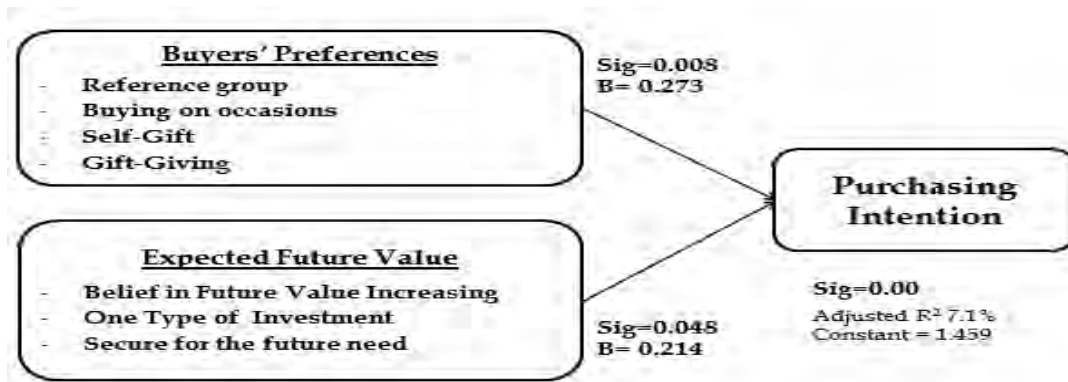 Buyers' Preferences
- Reference group
- Buying on occasions
- Self-Gift
- Gift-Giving
Sig=0.008
B= 0.273
Purchasing
Intention
Expected Future Value
- Belief in Future Value Increasing
- One Type of Investment
- Secure for the future need
Sig=0.048
B= 0.214
Sig=0.00
Adjusted R² 7.1%
Constant = 1.459